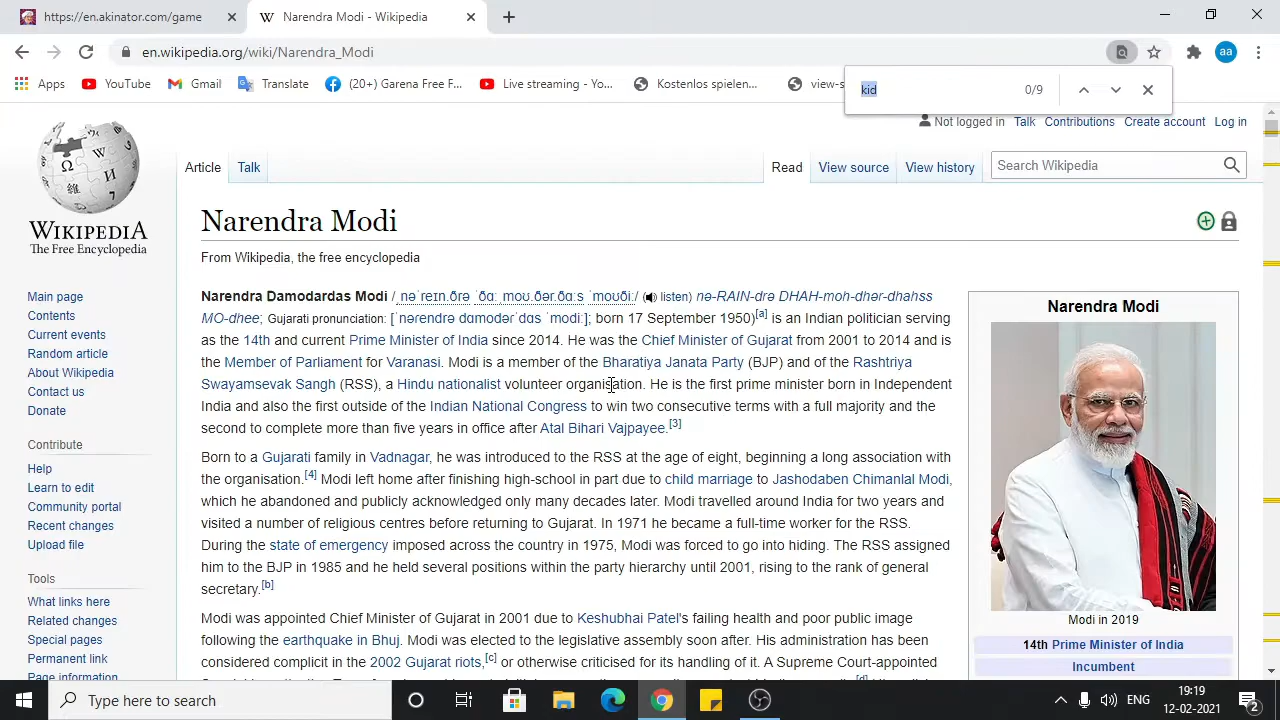 https://en.akinator.com/game
Narendra Modi - Wikipedia
en.wikipedia.org/wiki/Narendra_Modi
aa
Apps
YouTube
Gmail
Translate
(20+) Garena Free F...
Live streaming - Yo...
Kostenlos spielen...
view-s
kid
0/9
Not logged in Talk Contributions Create account Log in
Article Talk
Read View source View history
Search Wikipedia
WIKIPEDIA
The Free Encyclopedia
Main page
Contents
Current events
Random article
About Wikipedia
Contact us
Donate
Contribute
Help
Learn to edit
Community portal
Recent changes
Upload file
Tools
What links here
Related changes
Special pages
Permanent link
Page information
Narendra Modi
From Wikipedia, the free encyclopedia
Narendra Damodardas Modi / listen) nə-RAIN-drə DHAH-moh-dhər-dhahss
MO-dhee; Gujarati pronunciation: born 17 September 1950)[a] is an Indian politician serving
as the 14th and current Prime Minister of India since 2014. He was the Chief Minister of Gujarat from 2001 to 2014 and is
the Member of Parliament for Varanasi. Modi is a member of the Bharatiya Janata Party (BJP) and of the Rashtriya
Swayamsevak Sangh (RSS), a Hindu nationalist volunteer organisation. He is the first prime minister born in Independent
India and also the first outside of the Indian National Congress to win two consecutive terms with a full majority and the
second to complete more than five years in office after Atal Bihari Vajpayee.[3]
Born to a Gujarati family in Vadnagar, he was introduced to the RSS at the age of eight, beginning a long association with
the organisation.[4] Modi left home after finishing high-school in part due to child marriage to Jashodaben Chimanlal Modi,
which he abandoned and publicly acknowledged only many decades later. Modi travelled around India for two years and
visited a number of religious centres before returning to Gujarat. In 1971 he became a full-time worker for the RSS.
During the state of emergency imposed across the country in 1975, Modi was forced to go into hiding. The RSS assigned
him to the BJP in 1985 and he held several positions within the party hierarchy until 2001, rising to the rank of general
secretary.[b]
Modi was appointed Chief Minister of Gujarat in 2001 due to Keshubhai Patel's failing health and poor public image
following the earthquake in Bhuj. Modi was elected to the legislative assembly soon after. His administration has been
considered complicit in the 2002 Gujarat riots,[c] or otherwise criticised for its handling of it. A Supreme Court-appointed
Narendra Modi
Modi in 2019
14th Prime Minister of India
Incumbent
Type here to search
ENG
19:19
12-02-2021
2